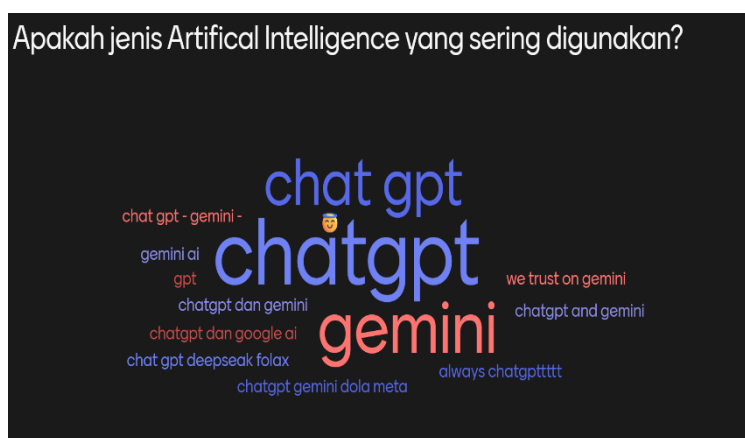 Apakah jenis Artifical Intelligence yang sering digunakan?
chat gpt
chat gpt - gemini -
chatgpt
gemini ai
gpt
we trust on gemini
chatgpt dan gemini
gemini
chatgpt and gemini
chatgpt dan google ai
chat gpt deepseak folax
always chatgpttttt
chatgpt gemini dola meta